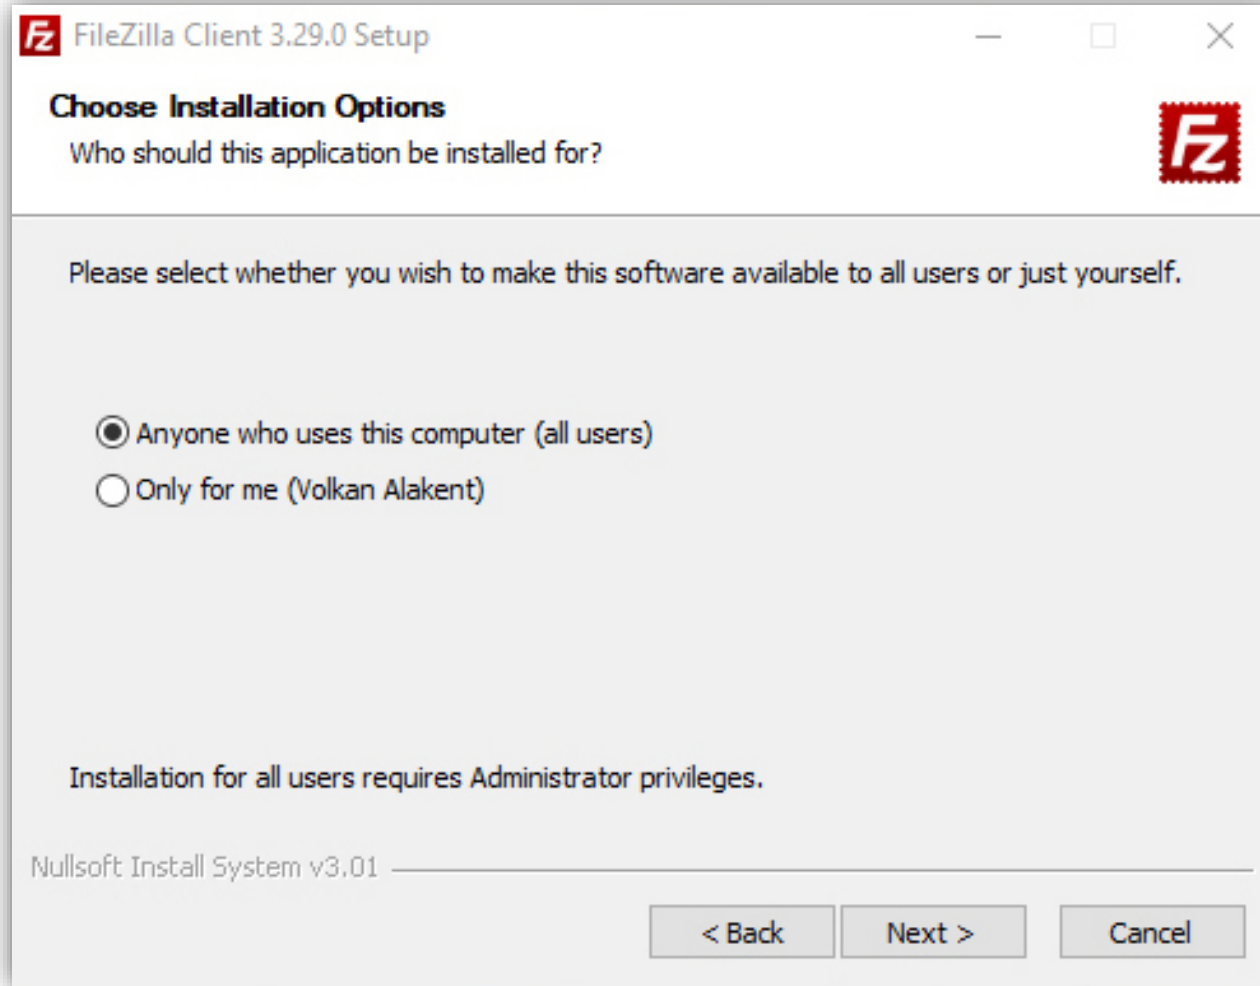 FileZilla Client 3.29.0 Setup
Choose Installation Options
Who should this application be installed for?
Fz
Please select whether you wish to make this software available to all users or just yourself.
Anyone who uses this computer (all users)
Only for me (Volkan Alakent)
Installation for all users requires Administrator privileges.
Nullsoft Install System v3.01
< Back
Next >
Cancel